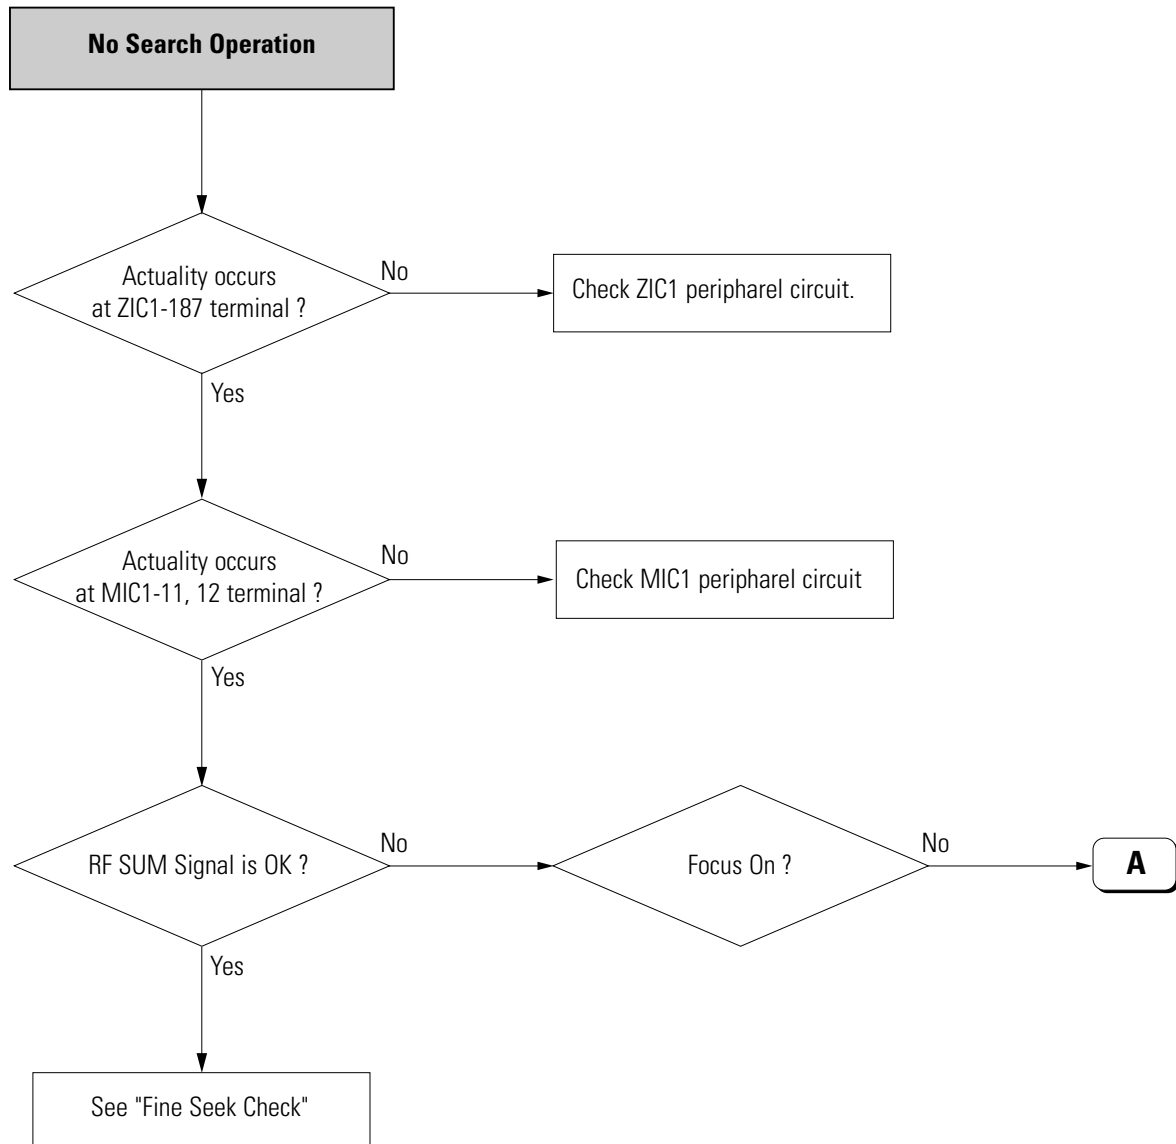 No Search Operation
Actuality occurs
at ZIC1-187 terminal ?
No
Check ZIC1 peripharel circuit.
Yes
Actuality occurs
at MIC1-11, 12 terminal ?
No
Check MIC1 peripharel circuit
Yes
RF SUM Signal is OK ?
No
Focus On ?
No
A
Yes
See "Fine Seek Check"